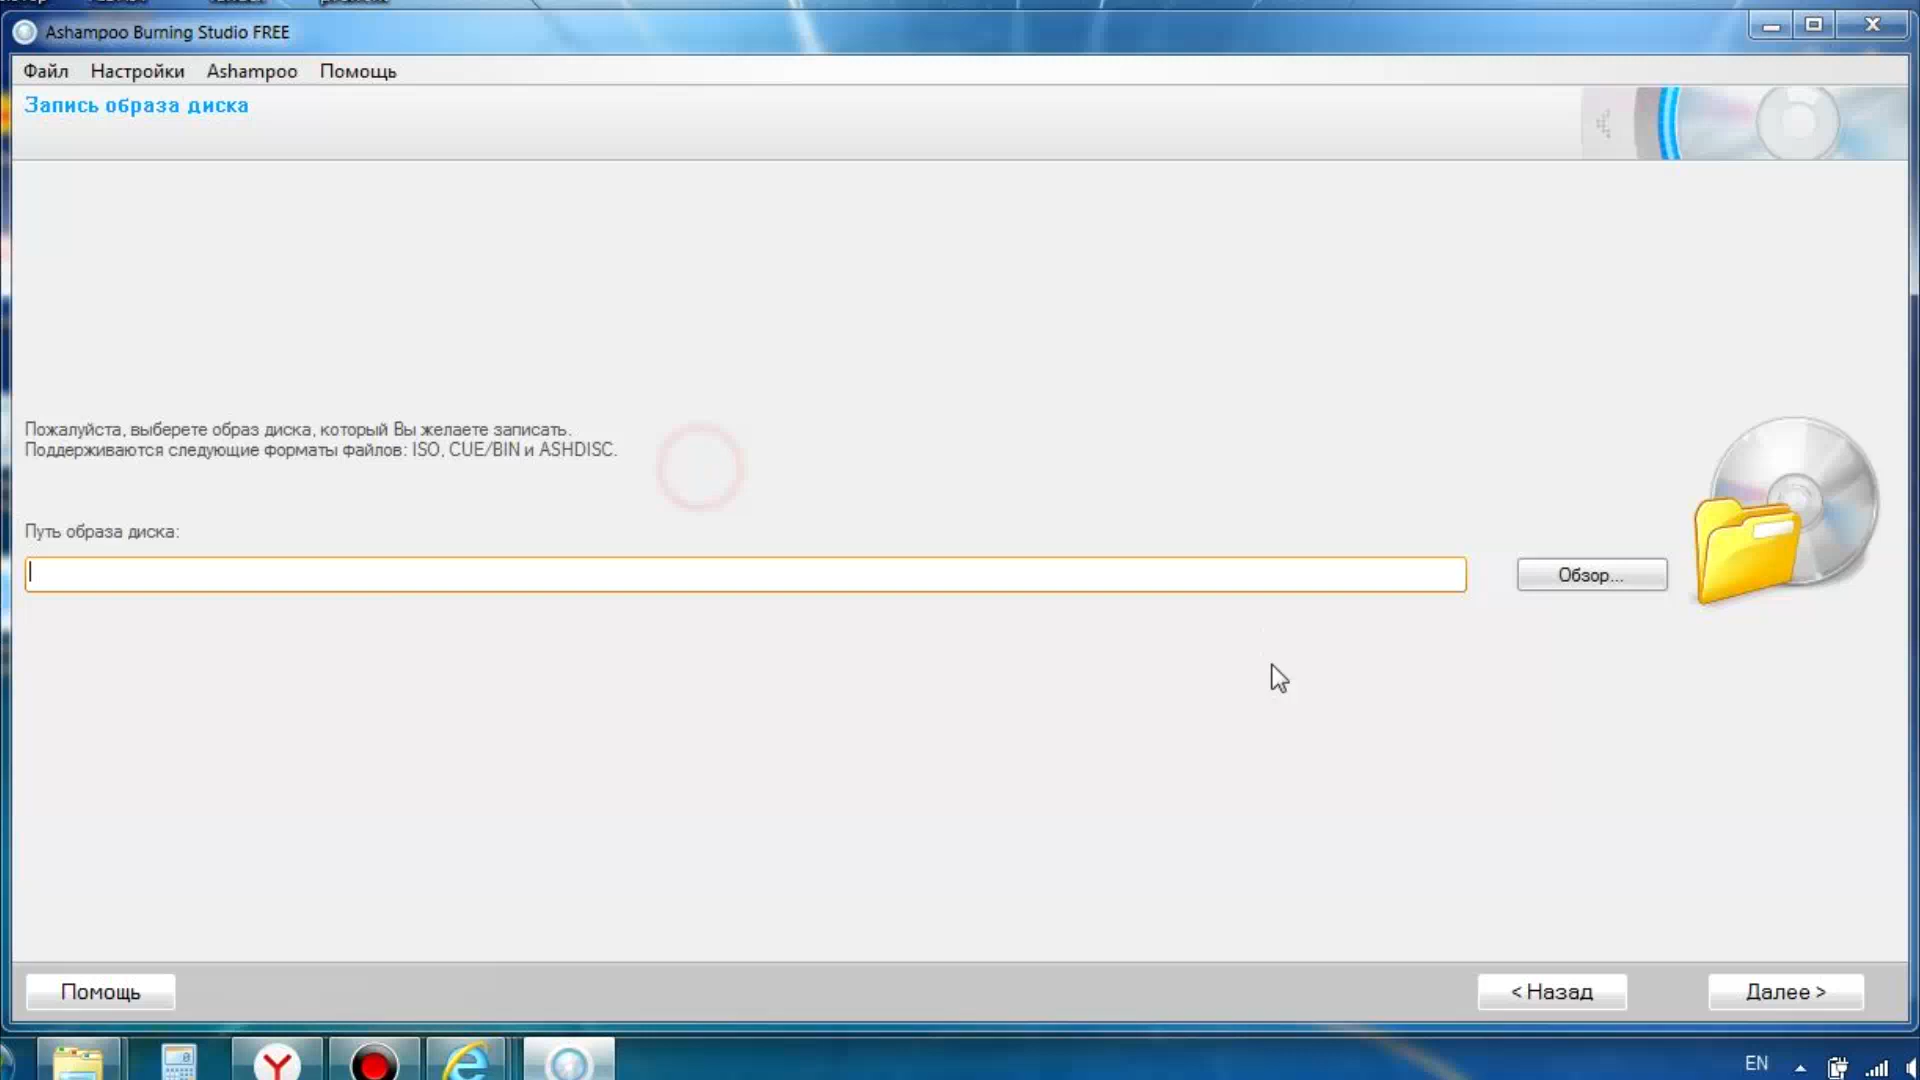 Ashampoo Burning Studio FREE
Файл Настройки Ashampoo Помощь
Запись образа диска
Пожалуйста, выберете образ диска, который Вы желаете записать.
Поддерживаются следующие форматы файлов: ISO, CUE/BIN и ASHDISC.
Путь образа диска:
Обзор...
Помощь
< Назад
Далее >
EN